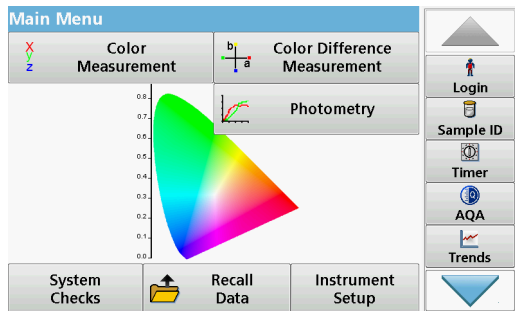 Main Menu
X
y
z
Color
Measurement
b
a
Color Difference
Measurement
Photometry
0.8
0.7
0.6
0.5
0.4
0.3
0.2
0.1
0.0
System
Checks
Recall
Data
Instrument
Setup
Login
Sample ID
Timer
AQA
Trends